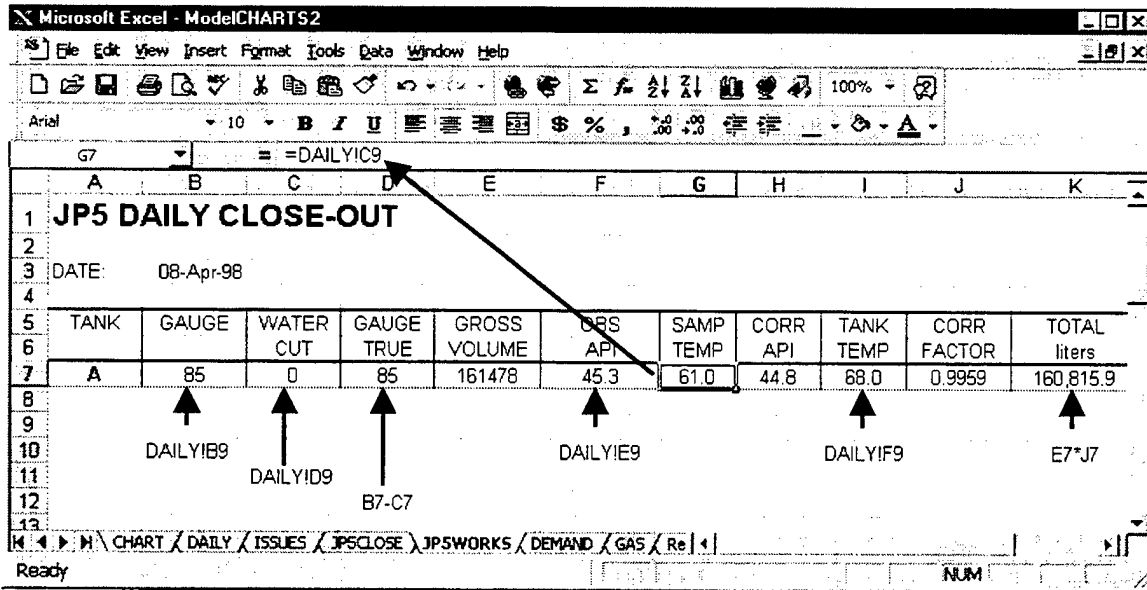 Microsoft Excel - ModelCHARTS2
File Edit View Insert Format Tools Data Window Help
100%
Arial 10 B I U $ % ,
G7 = =DAILY!C9
A B C D E F G H I J K
1 JP5 DAILY CLOSE-OUT
2
3 DATE: 08-Apr-98
4
5 TANK GAUGE WATER GAUGE GROSS OBS SAMP CORR TANK CORR TOTAL
6 CUT TRUE VOLUME API TEMP API TEMP FACTOR liters
7 A 85 0 85 161478 45.3 61.0 44.8 68.0 0.9959 160,815.9
8
9
10 DAILY!B9 DAILY!E9 DAILY!F9 E7*J7
11 DAILY!D9
12 B7-C7
13
CHART DAILY ISSUES JP5CLOSE JP5WORKS DEMAND GAS Re
Ready NUM